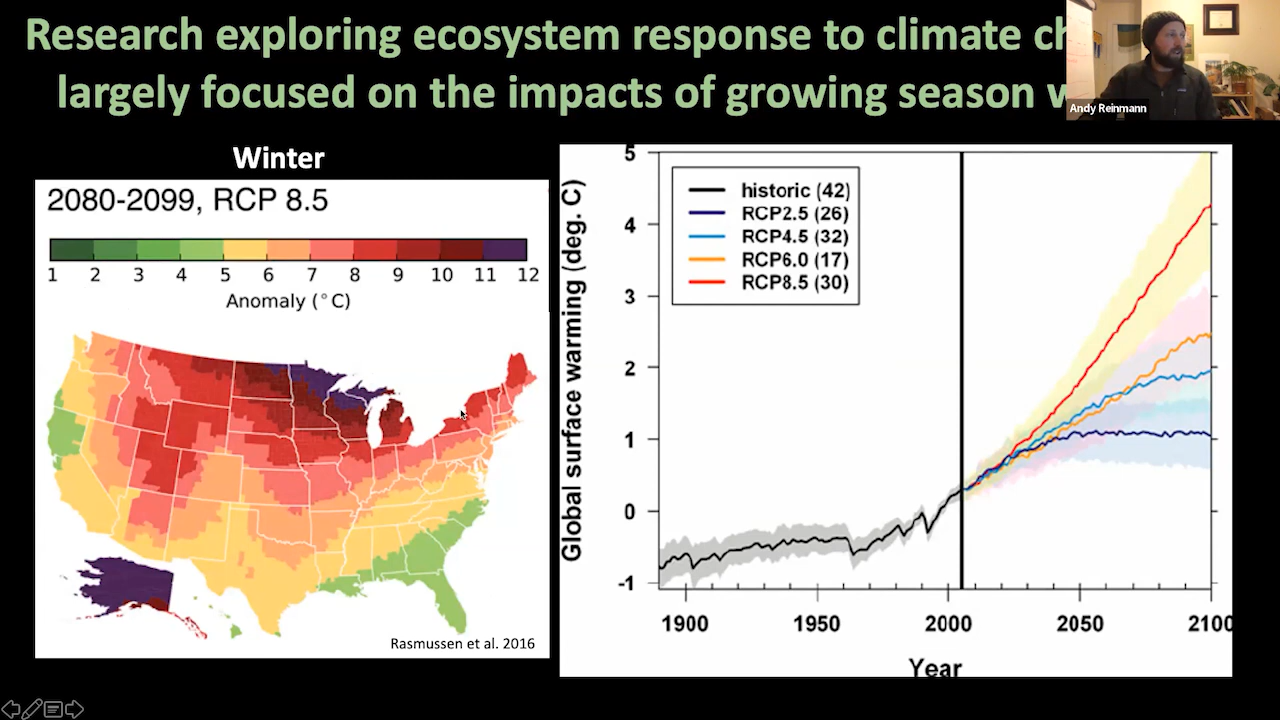 Research exploring ecosystem response to climate
largely focused on the impacts of growing season
Andy Reinmann
Winter
2080-2099, RCP 8.5
1 2 3 4 5 6 7 8 9 10 11 12
Anomaly (°C)
Rasmussen et al. 2016
Global surface warming (deg. C)
5
4
3
2
1
0
-1
historic (42)
RCP2.5 (26)
RCP4.5 (32)
RCP6.0 (17)
RCP8.5 (30)
1900 1950 2000 2050 2100
Year